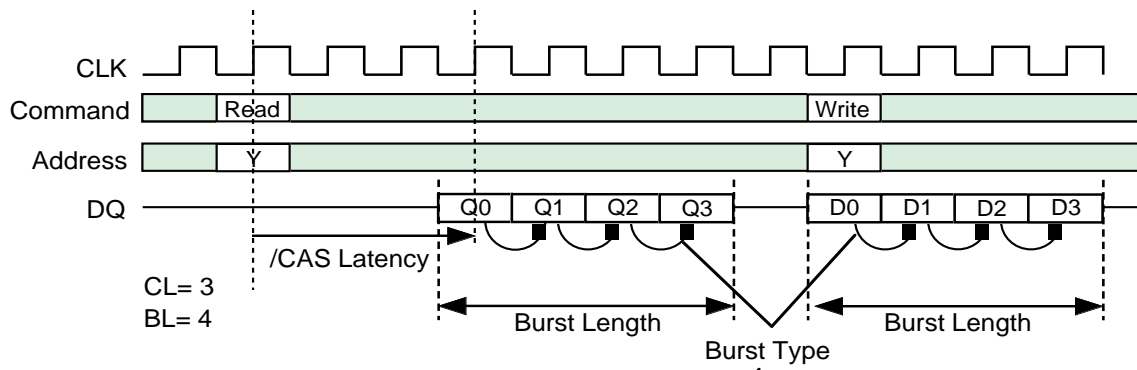 CLK
Command Read Write
Address Y Y
DQ Q0 Q1 Q2 Q3 D0 D1 D2 D3
/CAS Latency
CL= 3
BL= 4
Burst Length Burst Length
Burst Type